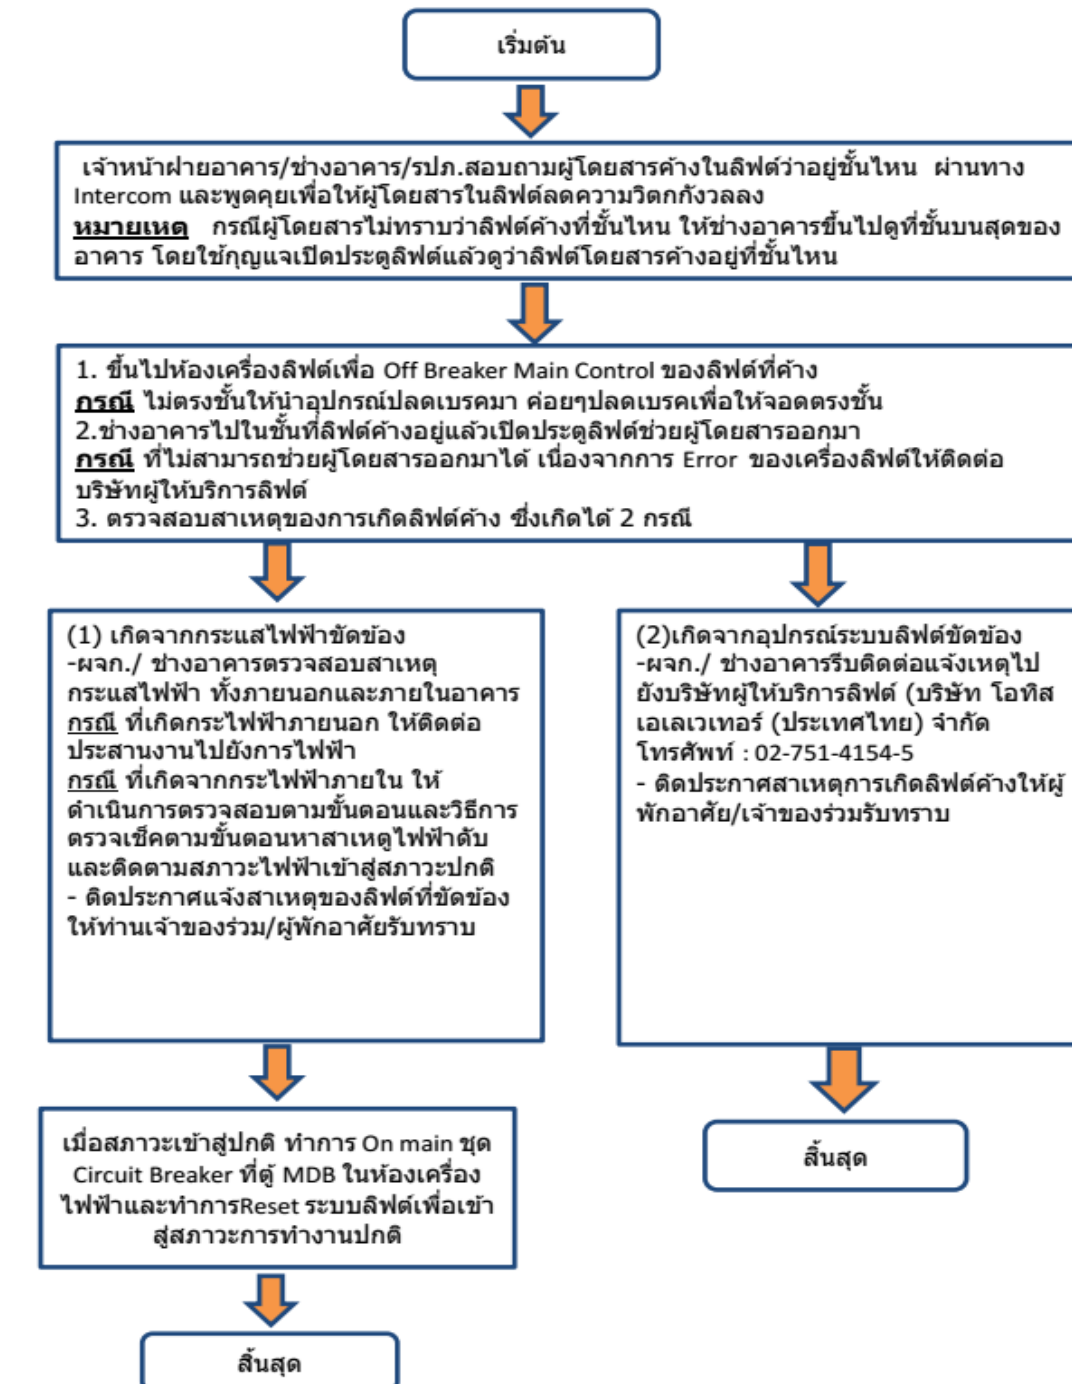 เริ่มต้น
เจ้าหน้าฝ่ายอาคาร/ช่างอาคาร/รปภ.สอบถามผู้โดยสารค้างในลิฟต์ว่าอยู่ชั้นไหน ผ่านทาง
Intercom และพูดคุยเพื่อให้ผู้โดยสารในลิฟต์ลดความวิตกกังวลลง
หมายเหตุ กรณีผู้โดยสารไม่ทราบว่าลิฟต์ค้างที่ชั้นไหน ให้ช่างอาคารขึ้นไปดูที่ชั้นบนสุดของ
อาคาร โดยใช้กุญแจเปิดประตูลิฟต์แล้วดูว่าลิฟต์โดยสารค้างอยู่ที่ชั้นไหน
1. ขึ้นไปห้องเครื่องลิฟต์เพื่อ Off Breaker Main Control ของลิฟต์ที่ค้าง
กรณี ไม่ตรงชั้นให้นำอุปกรณ์ปลดเบรคมา ค่อยๆปลดเบรคเพื่อให้จอดตรงชั้น
2.ช่างอาคารไปในชั้นที่ลิฟต์ค้างอยู่แล้วเปิดประตูลิฟต์ช่วยผู้โดยสารออกมา
กรณี ที่ไม่สามารถช่วยผู้โดยสารออกมาได้ เนื่องจากการ Error ของเครื่องลิฟต์ให้ติดต่อ
บริษัทผู้ให้บริการลิฟต์
3. ตรวจสอบสาเหตุของการเกิดลิฟต์ค้าง ซึ่งเกิดได้ 2 กรณี
(1) เกิดจากกระแสไฟฟ้าขัดข้อง
-ผจก./ ช่างอาคารตรวจสอบสาเหตุ
กระแสไฟฟ้า ทั้งภายนอกและภายในอาคาร
กรณี ที่เกิดกระไฟฟ้าภายนอก ให้ติดต่อ
ประสานงานไปยังการไฟฟ้า
กรณี ที่เกิดจากกระไฟฟ้าภายใน ให้
ดำเนินการตรวจสอบตามขั้นตอนและวิธีการ
ตรวจเช็คตามขั้นตอนหาสาเหตุไฟฟ้าดับ
และติดตามสภาวะไฟฟ้าเข้าสู่สภาวะปกติ
- ติดประกาศแจ้งสาเหตุของลิฟต์ที่ขัดข้อง
ให้ท่านเจ้าของร่วม/ผู้พักอาศัยรับทราบ
(2)เกิดจากอุปกรณ์ระบบลิฟต์ขัดข้อง
-ผจก./ ช่างอาคารรีบติดต่อแจ้งเหตุไป
ยังบริษัทผู้ให้บริการลิฟต์ (บริษัท โอทิส
เอเลเวเทอร์ (ประเทศไทย) จำกัด
โทรศัพท์ : 02-751-4154-5
- ติดประกาศสาเหตุการเกิดลิฟต์ค้างให้ผู้
พักอาศัย/เจ้าของร่วมรับทราบ
เมื่อสภาวะเข้าสู่ปกติ ทำการ On main ชุด
Circuit Breaker ที่ตู้ MDB ในห้องเครื่อง
ไฟฟ้าและทำการReset ระบบลิฟต์เพื่อเข้า
สู่สภาวะการทำงานปกติ
สิ้นสุด
สิ้นสุด